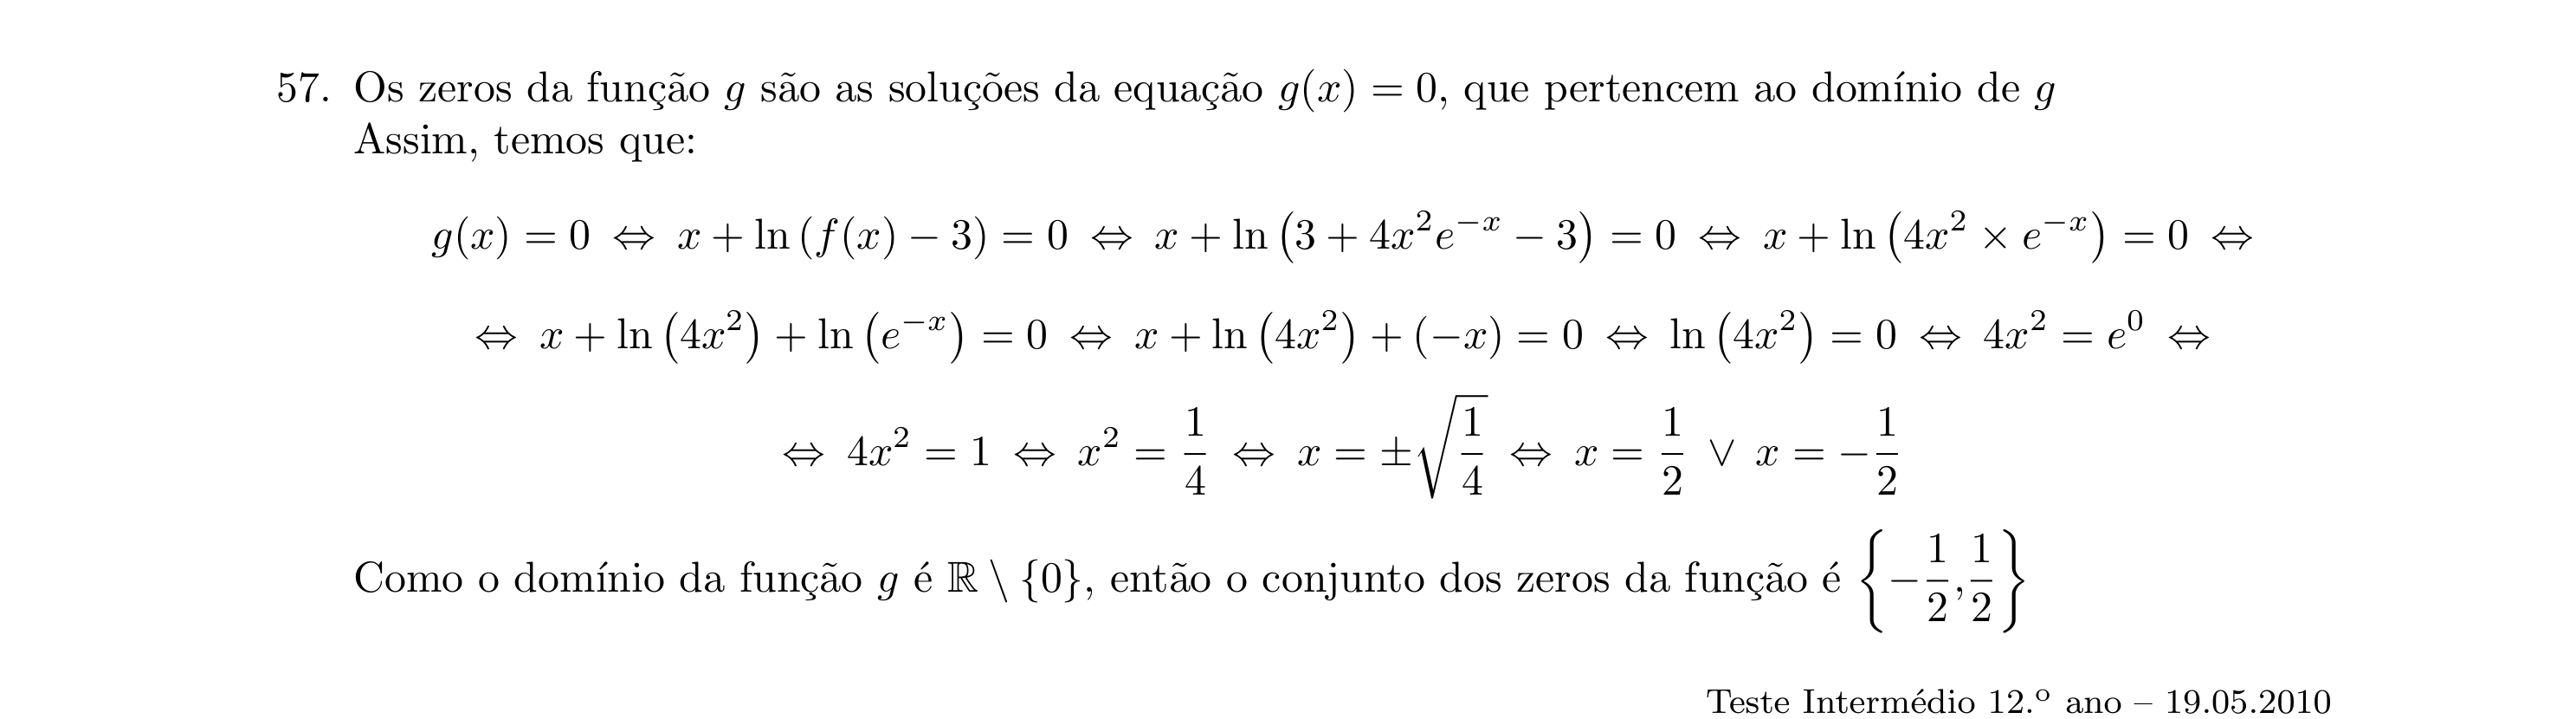 57. Os zeros da função g são as soluções da equação g(x) = 0, que pertencem ao domínio de g
Assim, temos que:
g(x) = 0 ⇔ x + ln (f(x) − 3) = 0 ⇔ x + ln (3 + 4x²e⁻ˣ − 3) = 0 ⇔ x + ln (4x² × e⁻ˣ) = 0 ⇔
⇔ x + ln (4x²) + ln (e⁻ˣ) = 0 ⇔ x + ln (4x²) + (−x) = 0 ⇔ ln (4x²) = 0 ⇔ 4x² = e⁰ ⇔
⇔ 4x² = 1 ⇔ x² = 1/4 ⇔ x = ±√(1/4) ⇔ x = 1/2 ∨ x = −1/2
Como o domínio da função g é ℝ \ {0}, então o conjunto dos zeros da função é {−1/2, 1/2}
Teste Intermédio 12.º ano – 19.05.2010